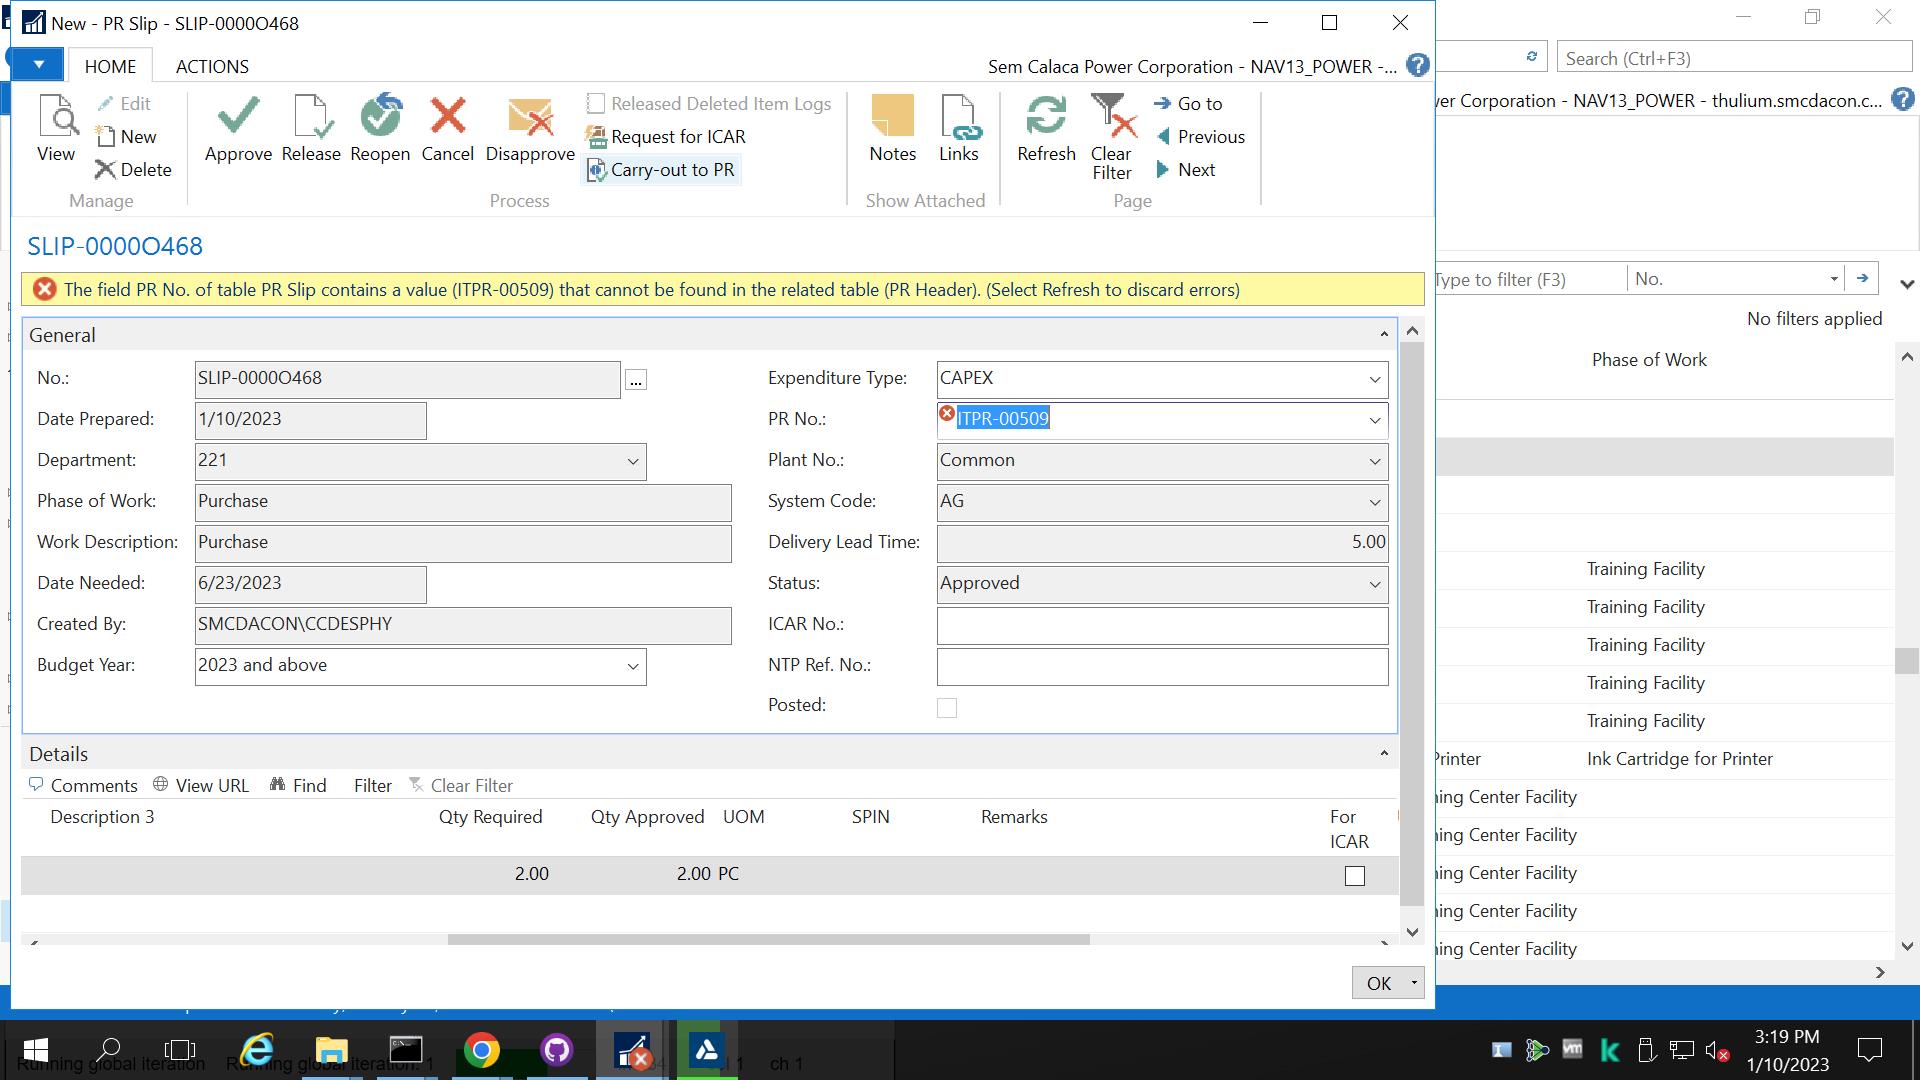 New - PR Slip - SLIP-0000O468
HOME
ACTIONS
Sem Calaca Power Corporation - NAV13_POWER -...
Search (Ctrl+F3)
wer Corporation - NAV13_POWER - thulium.smcdacon.c...
View
Edit
New
Delete
Manage
Approve
Release
Reopen
Cancel
Disapprove
Released Deleted Item Logs
Request for ICAR
Carry-out to PR
Process
Notes
Links
Show Attached
Refresh
Clear
Filter
Go to
Previous
Next
Page
SLIP-0000O468
The field PR No. of table PR Slip contains a value (ITPR-00509) that cannot be found in the related table (PR Header). (Select Refresh to discard errors)
Type to filter (F3)
No.
No filters applied
General
No.: SLIP-0000O468 ...
Date Prepared: 1/10/2023
Department: 221
Phase of Work: Purchase
Work Description: Purchase
Date Needed: 6/23/2023
Created By: SMCDACON\CCDESPHY
Budget Year: 2023 and above
Expenditure Type: CAPEX
PR No.: ITPR-00509
Plant No.: Common
System Code: AG
Delivery Lead Time: 5.00
Status: Approved
ICAR No.:
NTP Ref. No.:
Posted:
Phase of Work
Training Facility
Training Facility
Training Facility
Training Facility
Training Facility
Printer Ink Cartridge for Printer
ning Center Facility
ning Center Facility
ning Center Facility
ning Center Facility
ning Center Facility
Details
Comments View URL Find Filter Clear Filter
Description 3 Qty Required Qty Approved UOM SPIN Remarks For
ICAR
2.00 2.00 PC
OK
Running global iteration Running global iteration: 1
ch 1
3:19 PM
1/10/2023